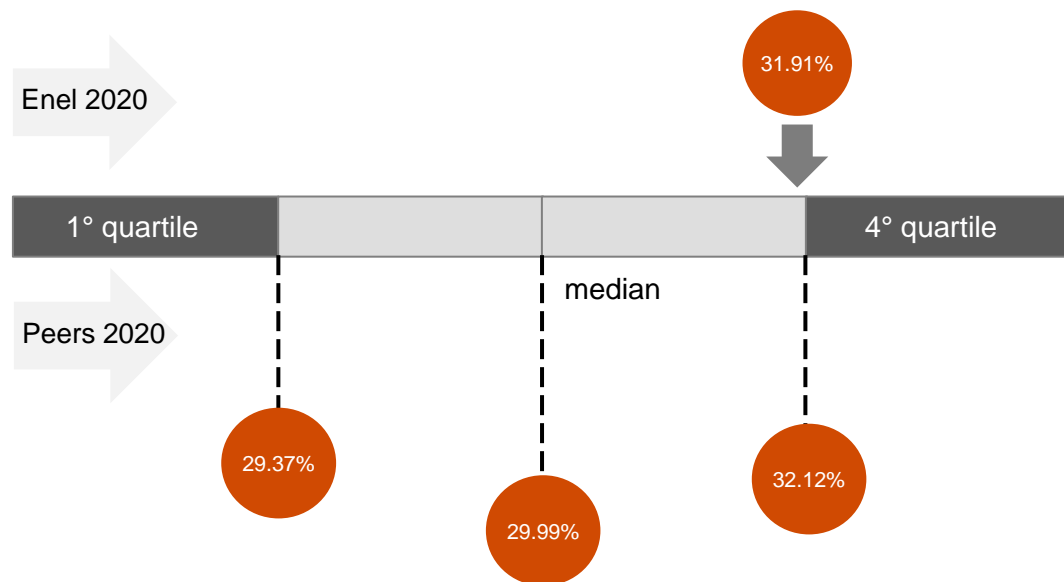 31.91%
Enel 2020
1° quartile
4° quartile
median
Peers 2020
29.37%
32.12%
29.99%